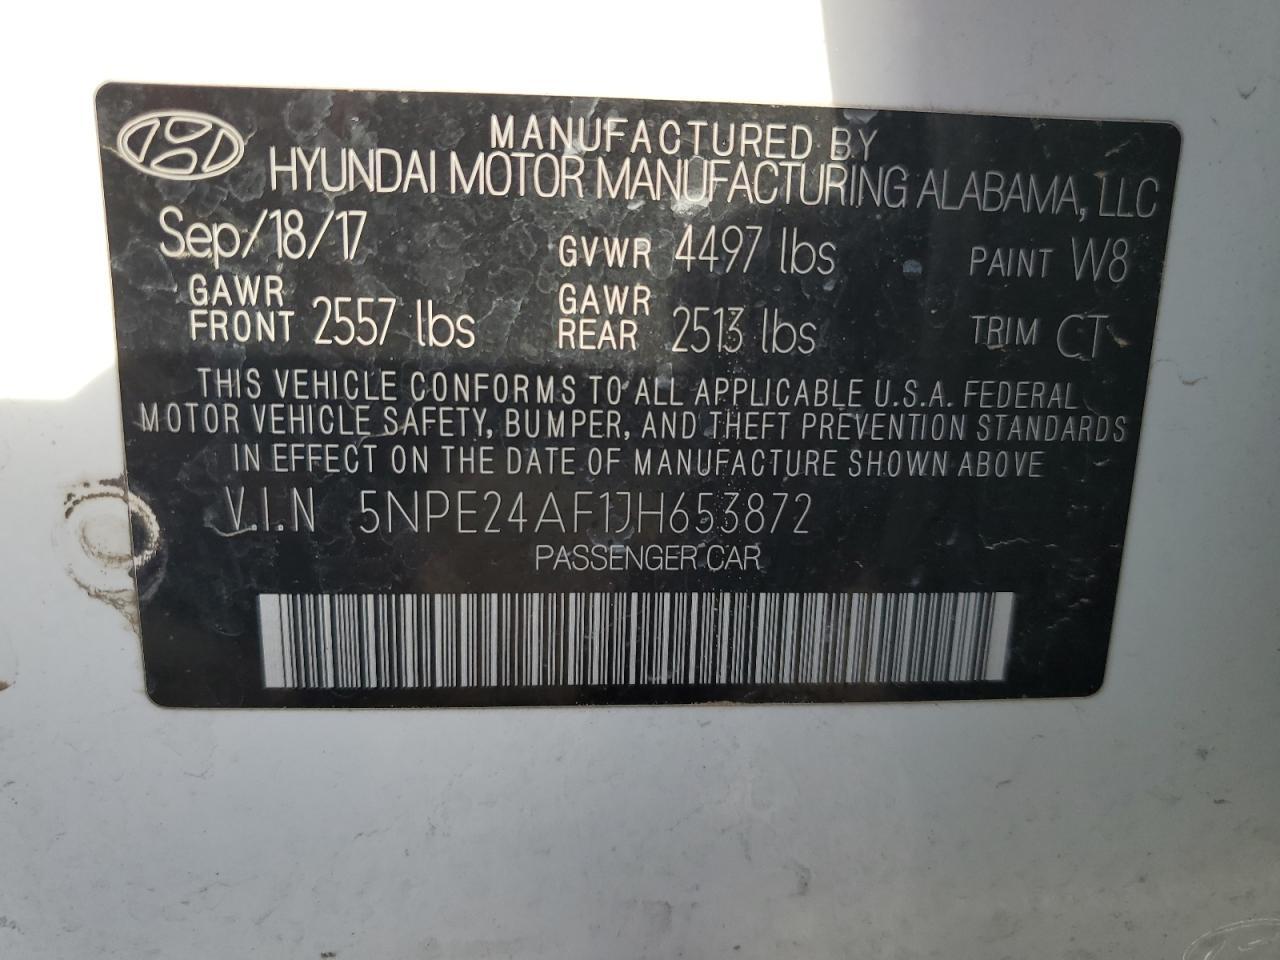 MANUFACTURED BY
HYUNDAI MOTOR MANUFACTURING ALABAMA, LLC
Sep/18/17 GVWR 4497 lbs PAINT W8
GAWR FRONT 2557 lbs GAWR REAR 2513 lbs TRIM CT
THIS VEHICLE CONFORMS TO ALL APPLICABLE U.S.A. FEDERAL
MOTOR VEHICLE SAFETY, BUMPER, AND THEFT PREVENTION STANDARDS
IN EFFECT ON THE DATE OF MANUFACTURE SHOWN ABOVE
V.I.N 5NPE24AF1JH653872
PASSENGER CAR